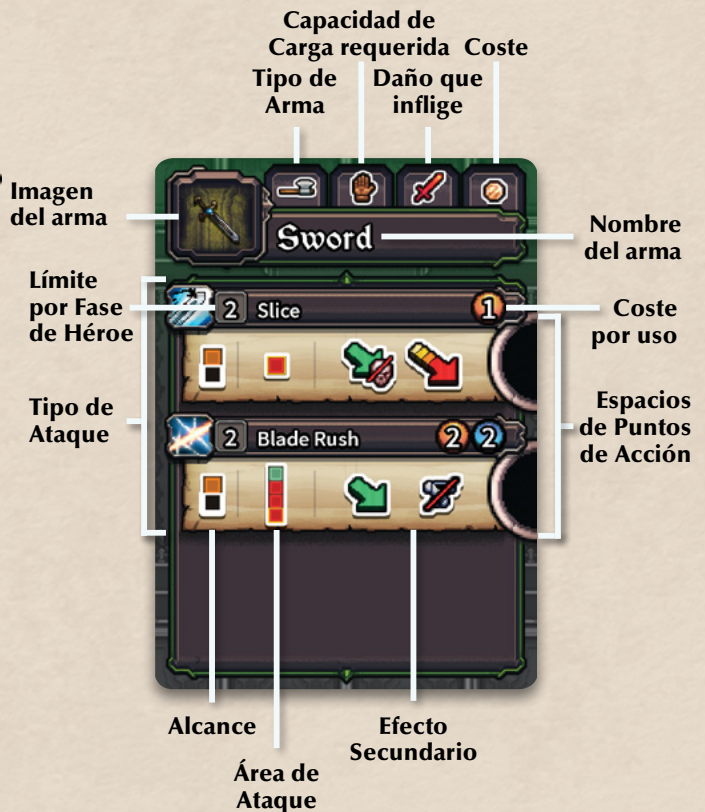 Capacidad de
Carga requerida
Coste
Tipo de
Arma
Daño que
inflige
Imagen
del arma
Sword
Nombre
del arma
Límite
por Fase
de Héroe
2 Slice 1
Coste
por uso
Tipo de
Ataque
Espacios
de Puntos
de Acción
2 Blade Rush 2 2
Alcance
Efecto
Secundario
Área de
Ataque